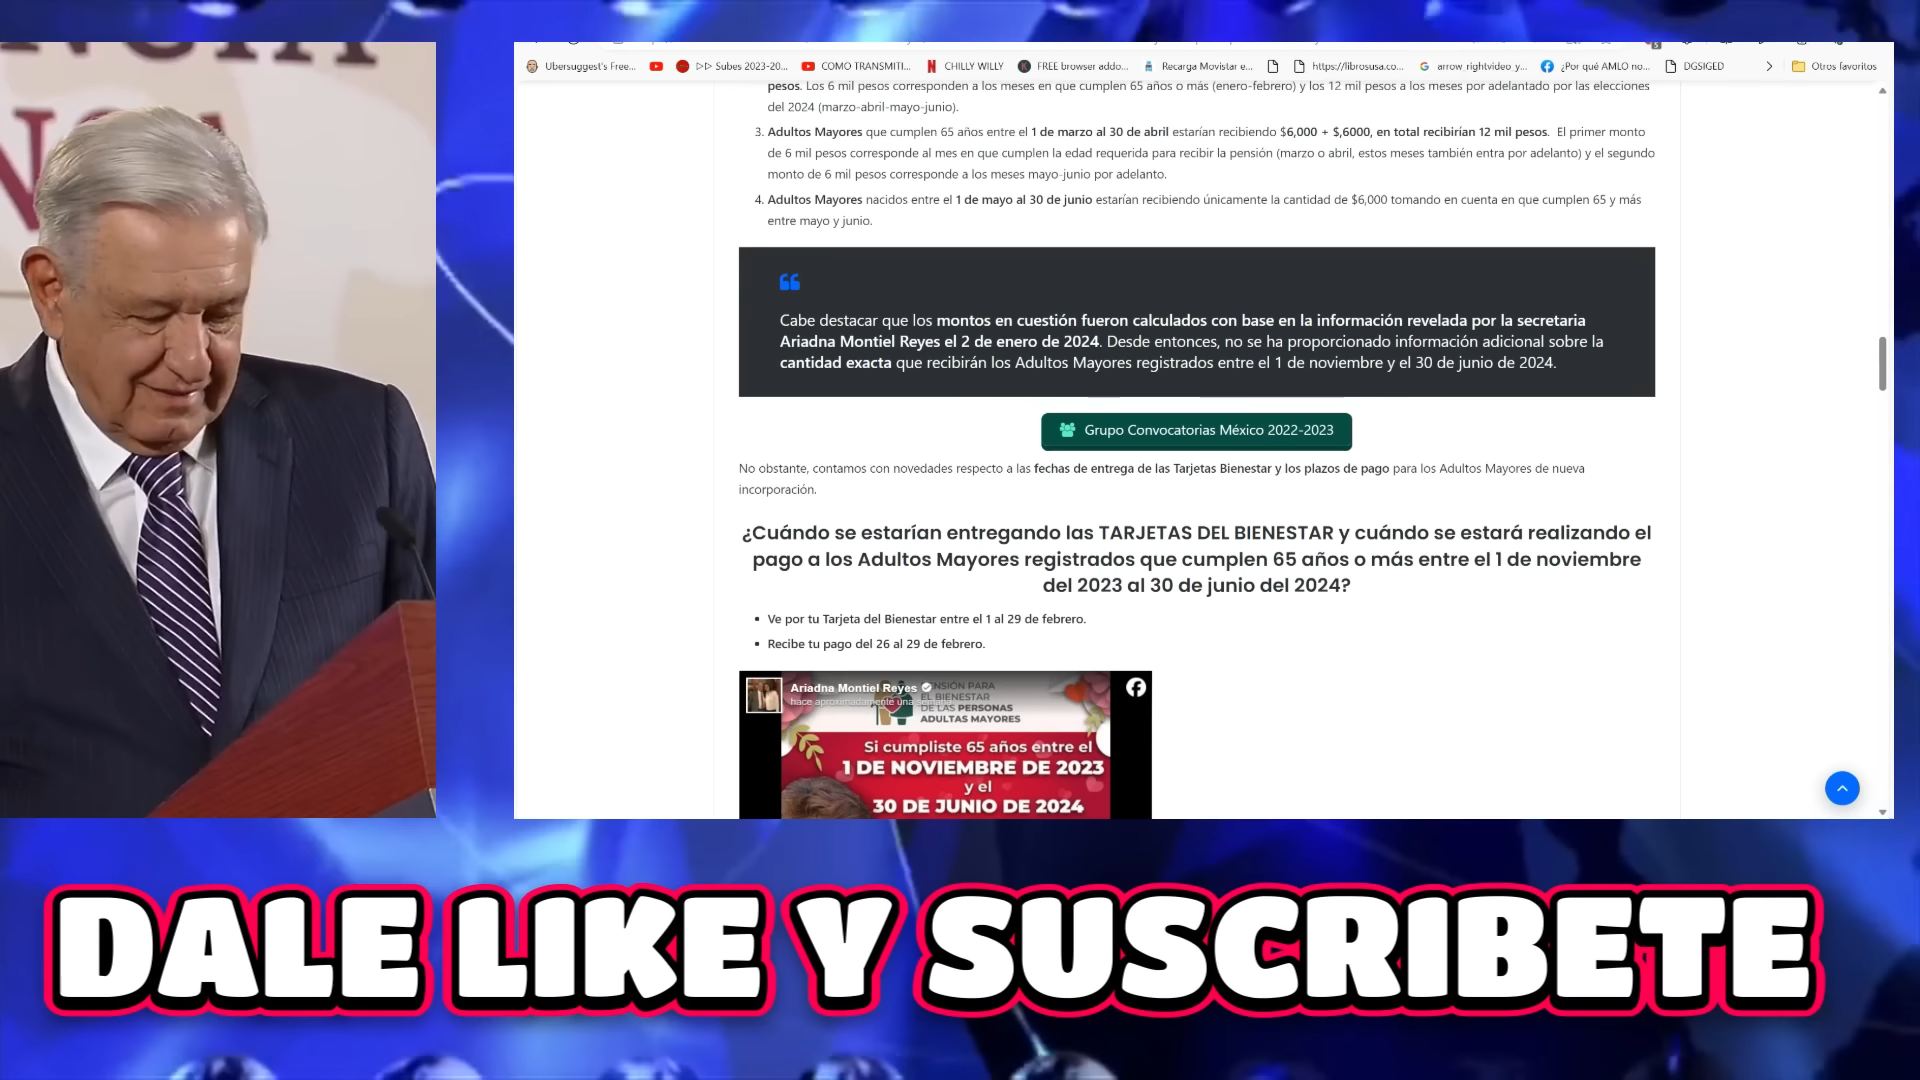 Ubersuggest's Free...
▷▷ Subes 2023-20...
COMO TRANSMITI...
CHILLY WILLY
FREE browser addo...
Recarga Movistar e...
https://librosusa.co...
arrow_rightvideo_y...
¿Por qué AMLO no...
DGSIGED
Otros favoritos
pesos. Los 6 mil pesos corresponden a los meses en que cumplen 65 años o más (enero-febrero) y los 12 mil pesos a los meses por adelantado por las elecciones
del 2024 (marzo-abril-mayo-junio).
3. Adultos Mayores que cumplen 65 años entre el 1 de marzo al 30 de abril estarían recibiendo $6,000 + $,6000, en total recibirían 12 mil pesos. El primer monto
de 6 mil pesos corresponde al mes en que cumplen la edad requerida para recibir la pensión (marzo o abril, estos meses también entra por adelanto) y el segundo
monto de 6 mil pesos corresponde a los meses mayo-junio por adelanto.
4. Adultos Mayores nacidos entre el 1 de mayo al 30 de junio estarían recibiendo únicamente la cantidad de $6,000 tomando en cuenta en que cumplen 65 y más
entre mayo y junio.
Cabe destacar que los montos en cuestión fueron calculados con base en la información revelada por la secretaria
Ariadna Montiel Reyes el 2 de enero de 2024. Desde entonces, no se ha proporcionado información adicional sobre la
cantidad exacta que recibirán los Adultos Mayores registrados entre el 1 de noviembre y el 30 de junio de 2024.
Grupo Convocatorias México 2022-2023
No obstante, contamos con novedades respecto a las fechas de entrega de las Tarjetas Bienestar y los plazos de pago para los Adultos Mayores de nueva
incorporación.
¿Cuándo se estarían entregando las TARJETAS DEL BIENESTAR y cuándo se estará realizando el
pago a los Adultos Mayores registrados que cumplen 65 años o más entre el 1 de noviembre
del 2023 al 30 de junio del 2024?
• Ve por tu Tarjeta del Bienestar entre el 1 al 29 de febrero.
• Recibe tu pago del 26 al 29 de febrero.
Ariadna Montiel Reyes
hace aproximadamente una semana
PARA
EL BIENESTAR
DE LAS PERSONAS
ADULTAS MAYORES
Si cumpliste 65 años entre el
1 DE NOVIEMBRE DE 2023
y el
30 DE JUNIO DE 2024
DALE LIKE Y SUSCRIBETE